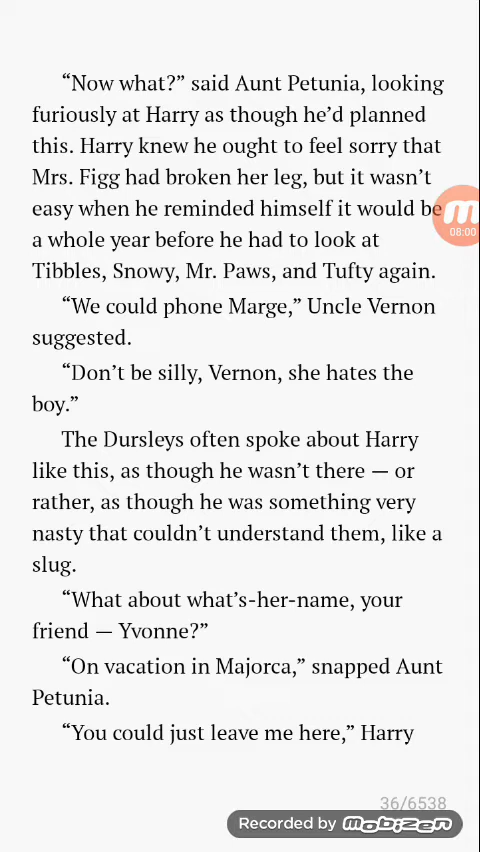 “Now what?” said Aunt Petunia, looking
furiously at Harry as though he’d planned
this. Harry knew he ought to feel sorry that
Mrs. Figg had broken her leg, but it wasn’t
easy when he reminded himself it would be
a whole year before he had to look at
Tibbles, Snowy, Mr. Paws, and Tufty again.
“We could phone Marge,” Uncle Vernon
suggested.
“Don’t be silly, Vernon, she hates the
boy.”
The Dursleys often spoke about Harry
like this, as though he wasn’t there — or
rather, as though he was something very
nasty that couldn’t understand them, like a
slug.
“What about what’s-her-name, your
friend — Yvonne?”
“On vacation in Majorca,” snapped Aunt
Petunia.
“You could just leave me here,” Harry
m
08:00
36/6538
Recorded by mobizen